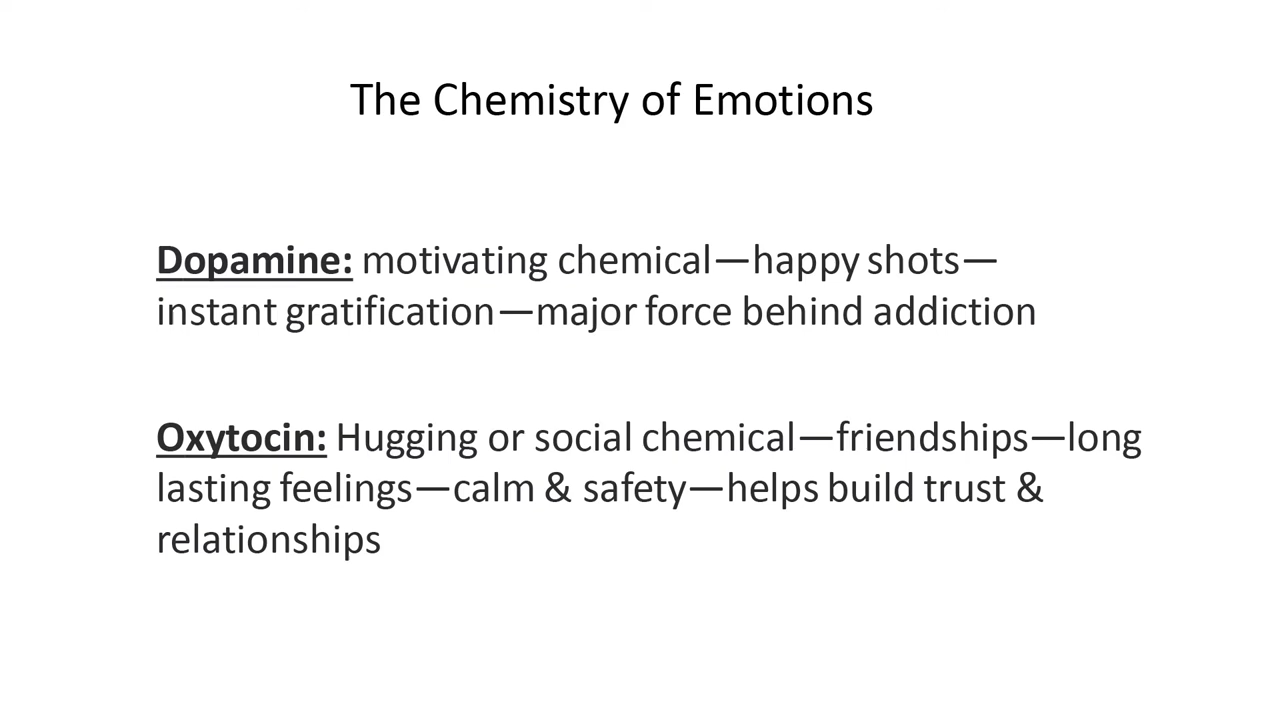 The Chemistry of Emotions
Dopamine: motivating chemical—happy shots—
instant gratification—major force behind addiction
Oxytocin: Hugging or social chemical—friendships—long
lasting feelings—calm & safety—helps build trust &
relationships